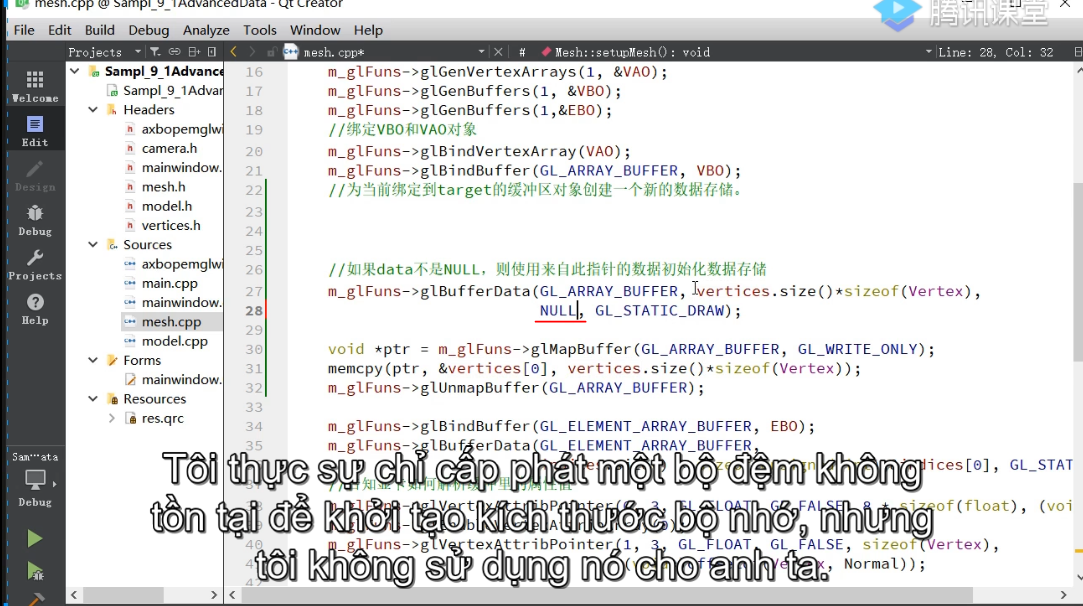 mesh.cpp @ Sampl_9_1AdvancedData - Qt Creator
腾讯课堂
File Edit Build Debug Analyze Tools Window Help
Projects mesh.cpp* # Mesh::setupMesh(): void Line: 28, Col: 32
Welcome
Edit
Design
Debug
Projects
Help
Sam···ata
Debug
Sampl_9_1Advance
Sampl_9_1Advar
Headers
axbopemglwi
camera.h
mainwindow.
mesh.h
model.h
vertices.h
Sources
axbopemglwi
main.cpp
mainwindow.
mesh.cpp
model.cpp
Forms
mainwindow.
Resources
res.qrc
16 m_glFuns->glGenVertexArrays(1, &VAO);
17 m_glFuns->glGenBuffers(1, &VBO);
18 m_glFuns->glGenBuffers(1,&EBO);
19 //绑定VBO和VAO对象
20 m_glFuns->glBindVertexArray(VAO);
21 m_glFuns->glBindBuffer(GL_ARRAY_BUFFER, VBO);
22 //为当前绑定到target的缓冲区对象创建一个新的数据存储。
23
24
25
26 //如果data不是NULL，则使用来自此指针的数据初始化数据存储
27 m_glFuns->glBufferData(GL_ARRAY_BUFFER, vertices.size()*sizeof(Vertex),
28 NULL, GL_STATIC_DRAW);
29
30 void *ptr = m_glFuns->glMapBuffer(GL_ARRAY_BUFFER, GL_WRITE_ONLY);
31 memcpy(ptr, &vertices[0], vertices.size()*sizeof(Vertex));
32 m_glFuns->glUnmapBuffer(GL_ARRAY_BUFFER);
33
34 m_glFuns->glBindBuffer(GL_ELEMENT_ARRAY_BUFFER, EBO);
35 m_glFuns->glBufferData(GL_ELEMENT_ARRAY_BUFFER,
Tôi thực sự chỉ cấp phát một bộ đệm không
tồn tại để khởi tạo kích thước bộ nhớ, nhưng
tôi không sử dụng nó cho anh ta.